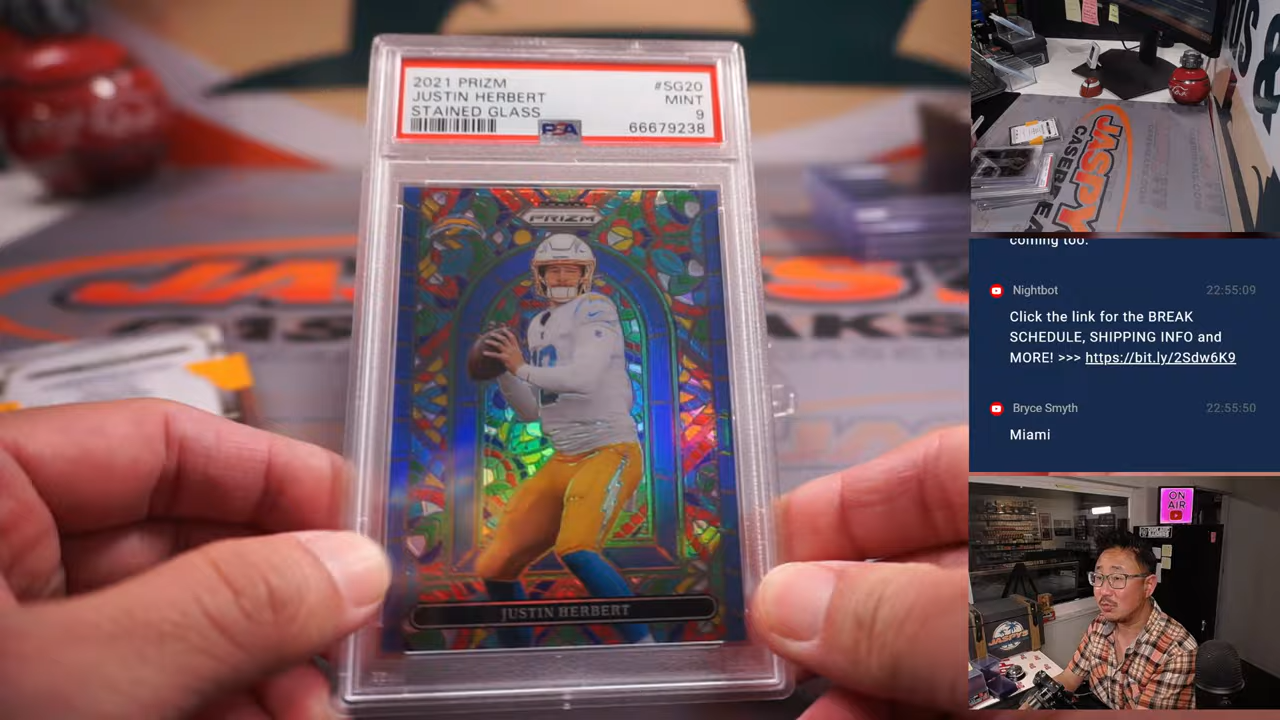 2021 PRIZM
JUSTIN HERBERT
STAINED GLASS
#SG20
MINT
9
66679238
PSA
PRIZM
JUSTIN HERBERT
JASPY
CASEBREA
coming too.
Nightbot 22:55:09
Click the link for the BREAK
SCHEDULE, SHIPPING INFO and
MORE! >>> https://bit.ly/2Sdw6K9
Bryce Smyth 22:55:50
Miami
ON
AIR